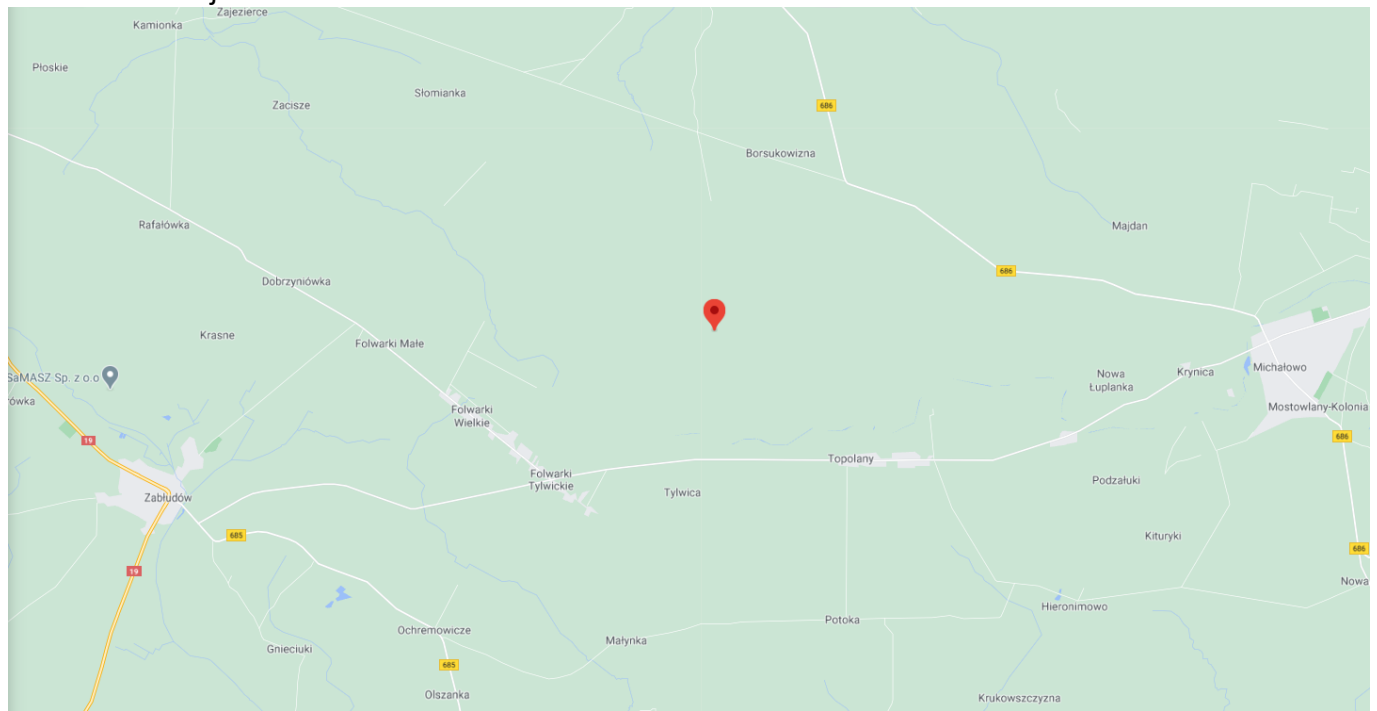 Zajezierce
Kamionka
Płoskie
Słomianka
Zacisze
686
Borsukowizna
Rafałówka
Majdan
686
Dobrzyniówka
Krasne
Folwarki Małe
SaMASZ Sp. z o.o
rówka
Nowa
Łuplanka
Krynica
Michałowo
Folwarki
Wielkie
Mostowlany-Kolonia
19
686
Topolany
Folwarki
Tylwickie
Podzałuki
Zabłudów
Tylwica
685
Kituryki
686
19
Nowa
Hieronimowo
Potoka
Ochremowicze
Małynka
Gnieciuki
685
Olszanka
Krukowszczyzna